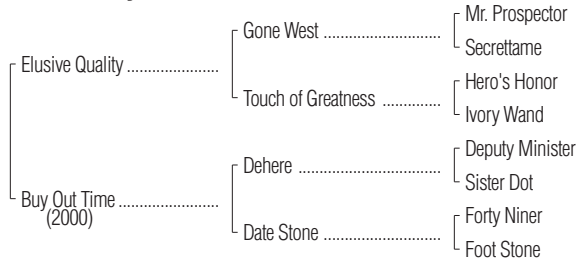 Mr. Prospector
Gone West ........................
Secrettame
Elusive Quality .....................
Hero's Honor
Touch of Greatness .............
Ivory Wand
Deputy Minister
Dehere ..............................
Sister Dot
Buy Out Time .......................
(2000)
Forty Niner
Date Stone .........................
Foot Stone